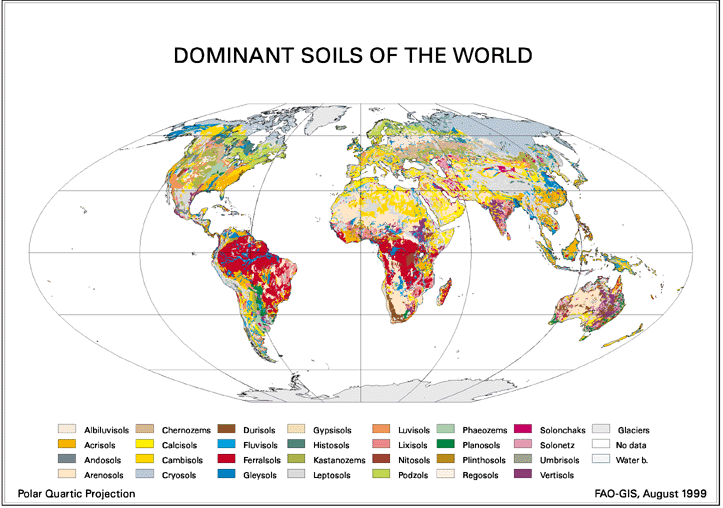 DOMINANT SOILS OF THE WORLD
Albiluvisols Chernozems Durisols Gypsisols Luvisols Phaeozems Solonchaks Glaciers
Acrisols Calcisols Fluvisols Histosols Lixisols Planosols Solonetz No data
Andosols Cambisols Ferralsols Kastanozems Nitosols Plinthosols Umbrisols Water b.
Arenosols Cryosols Gleysols Leptosols Podzols Regosols Vertisols
Polar Quartic Projection FAO-GIS, August 1999